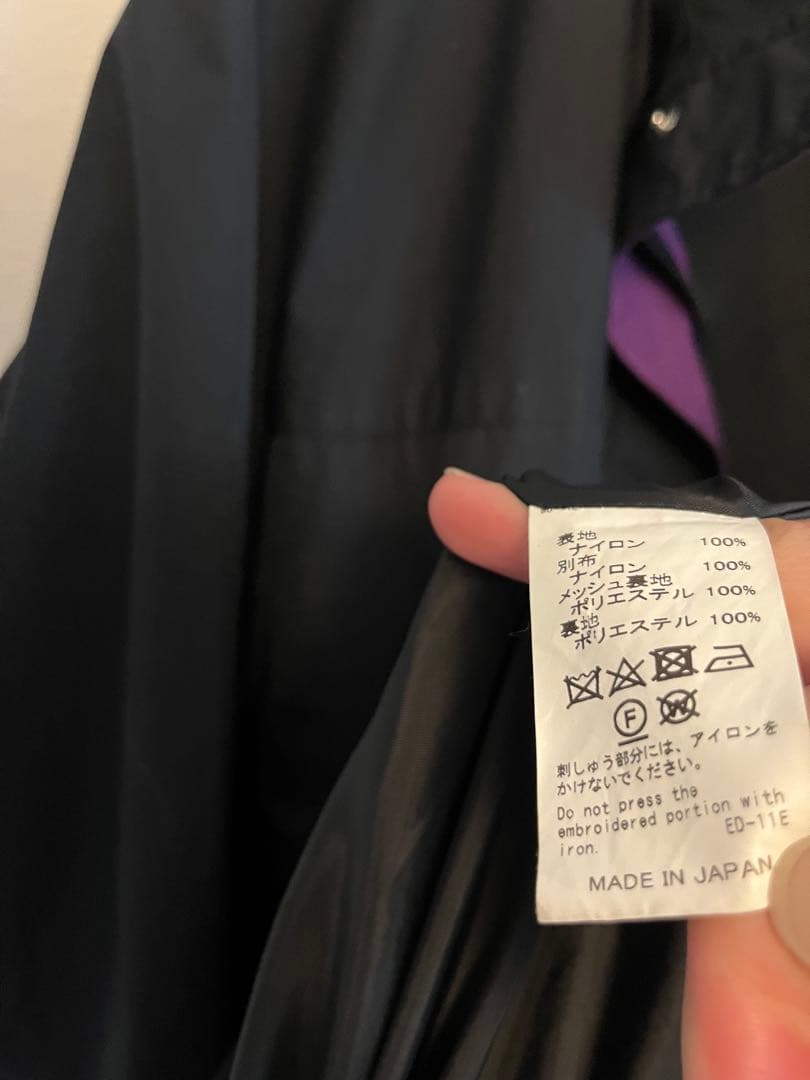 表地
ナイロン 100%
別布
ナイロン 100%
メッシュ裏地
ポリエステル 100%
裏地
ポリエステル 100%
F W
刺しゅう部分には、アイロンを
かけないでください。
Do not press the
embroidered portion with
iron. ED-11E
MADE IN JAPAN